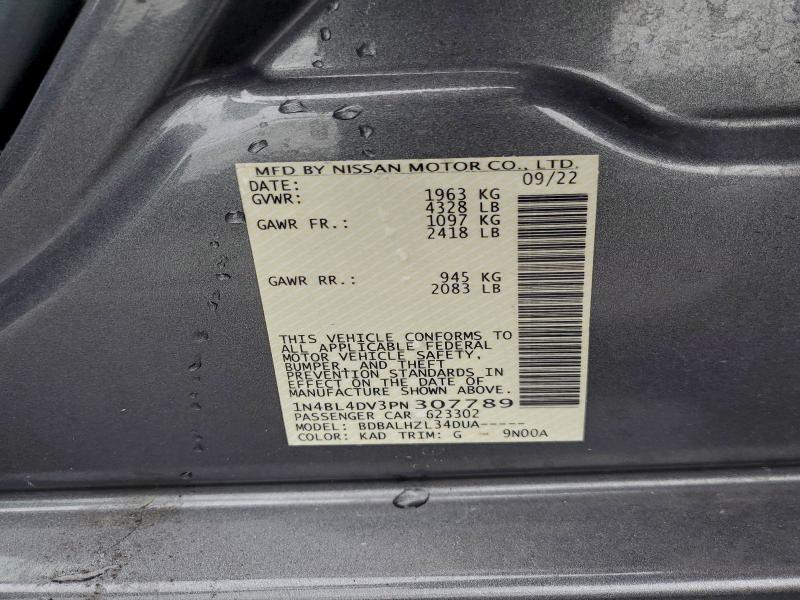 MFD BY NISSAN MOTOR CO., LTD.
DATE: 09/22
GVWR: 1963 KG
4328 LB
GAWR FR.: 1097 KG
2418 LB
GAWR RR.: 945 KG
2083 LB
THIS VEHICLE CONFORMS TO
ALL APPLICABLE FEDERAL
MOTOR VEHICLE SAFETY,
BUMPER, AND THEFT
PREVENTION STANDARDS IN
EFFECT ON THE DATE OF
MANUFACTURE SHOWN ABOVE.
1N4BL4DV3PN307789
PASSENGER CAR 623302
MODEL: BDBALHZL34DUA-----
COLOR: KAD TRIM: G 9N00A